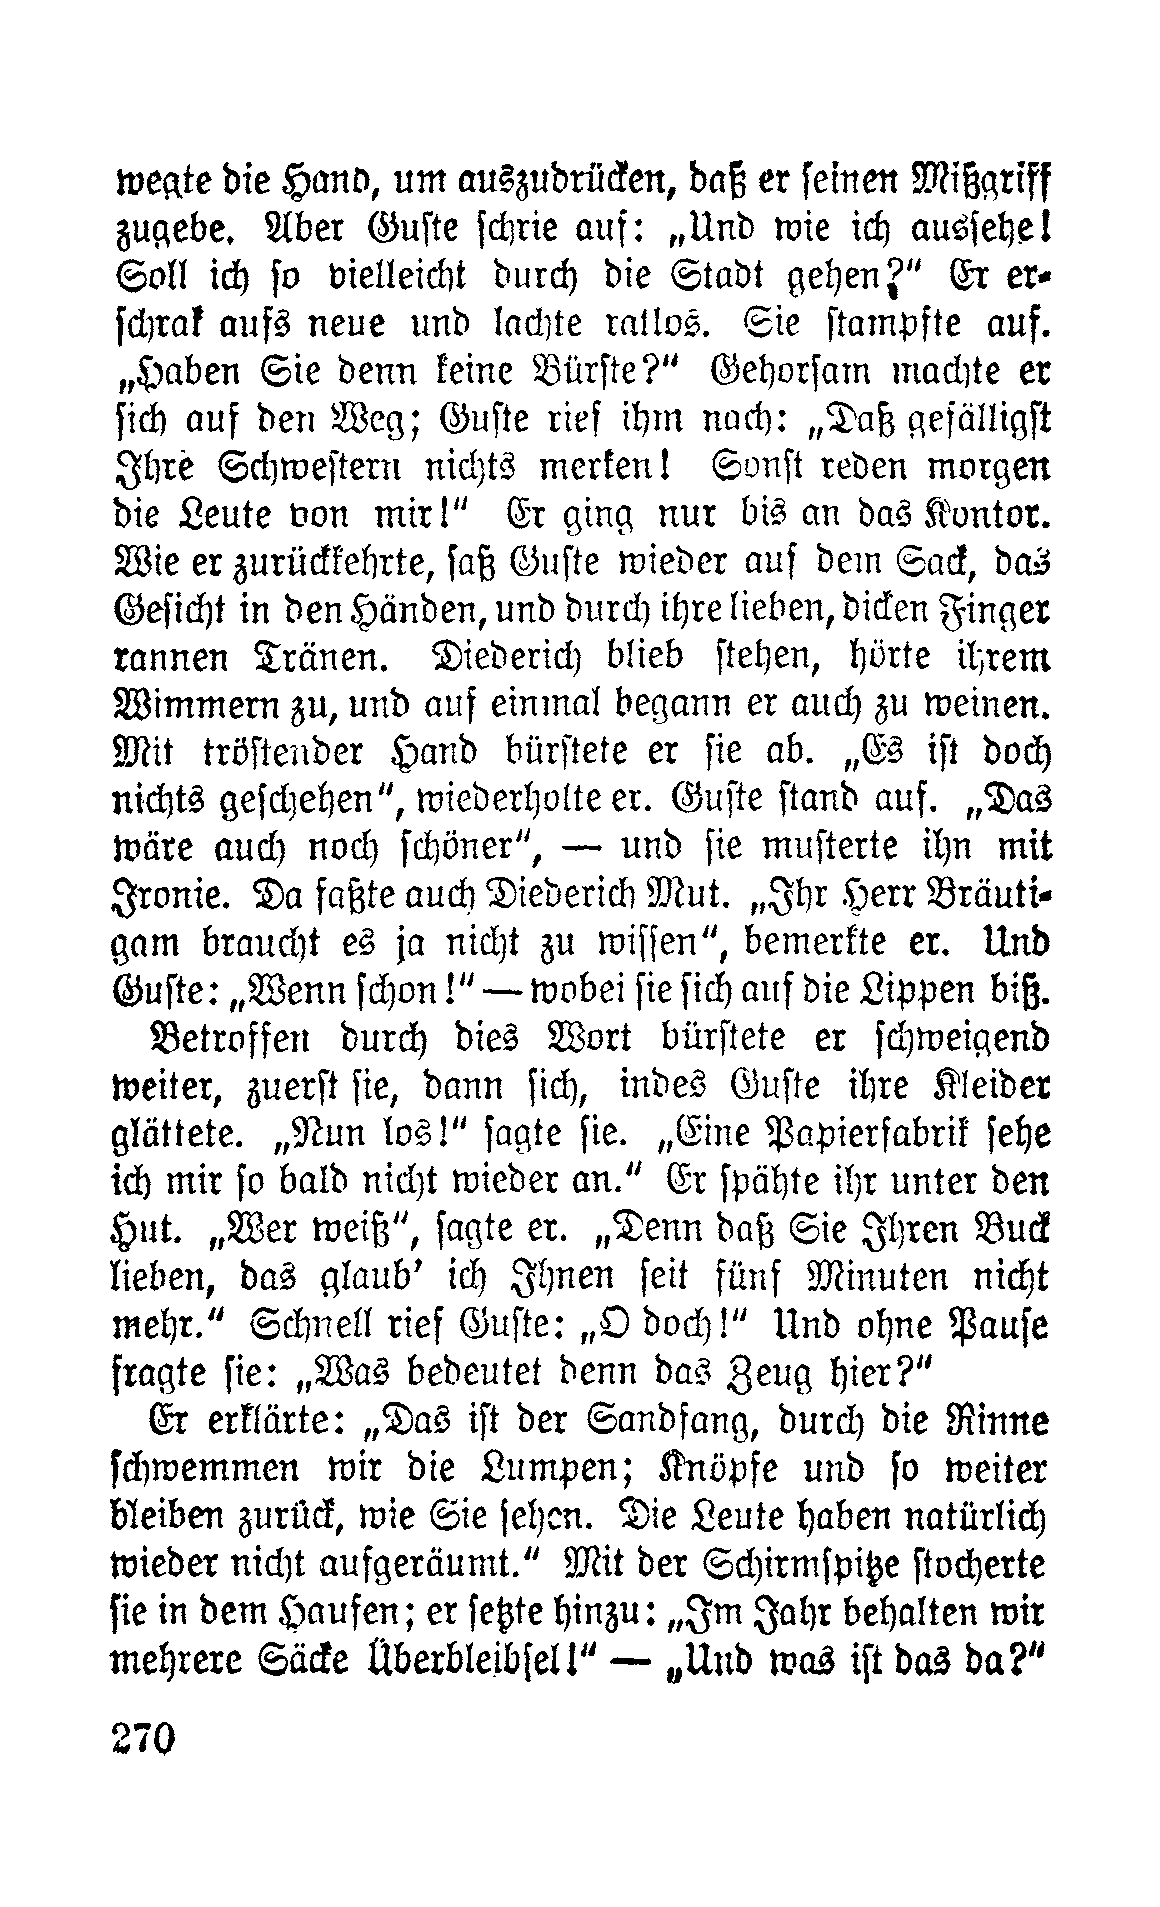 wegte die Hand, um auszudrücken, daß er seinen Mißgriff
zugebe. Aber Guste schrie auf: „Und wie ich aussehe!
Soll ich so vielleicht durch die Stadt gehen?“ Er er-
schrak aufs neue und lachte ratlos. Sie stampfte auf.
„Haben Sie denn keine Bürste?“ Gehorsam machte er
sich auf den Weg; Guste rief ihm nach: „Daß gefälligst
Ihre Schwestern nichts merken! Sonst reden morgen
die Leute von mir!“ Er ging nur bis an das Kontor.
Wie er zurückkehrte, saß Guste wieder auf dem Sack, das
Gesicht in den Händen, und durch ihre lieben, dicken Finger
rannen Tränen. Diederich blieb stehen, hörte ihrem
Wimmern zu, und auf einmal begann er auch zu weinen.
Mit tröstender Hand bürstete er sie ab. „Es ist doch
nichts geschehen“, wiederholte er. Guste stand auf. „Das
wäre auch noch schöner“, — und sie musterte ihn mit
Ironie. Da faßte auch Diederich Mut. „Ihr Herr Bräuti-
gam braucht es ja nicht zu wissen“, bemerkte er. Und
Guste: „Wenn schon!“ — wobei sie sich auf die Lippen biß.
Betroffen durch dies Wort bürstete er schweigend
weiter, zuerst sie, dann sich, indes Guste ihre Kleider
glättete. „Nun los!“ sagte sie. „Eine Papierfabrik sehe
ich mir so bald nicht wieder an.“ Er spähte ihr unter den
Hut. „Wer weiß“, sagte er. „Denn daß Sie Ihren Buck
lieben, das glaub’ ich Ihnen seit fünf Minuten nicht
mehr.“ Schnell rief Guste: „O doch!“ Und ohne Pause
fragte sie: „Was bedeutet denn das Zeug hier?“
Er erklärte: „Das ist der Sandfang, durch die Rinne
schwemmen wir die Lumpen; Knöpfe und so weiter
bleiben zurück, wie Sie sehen. Die Leute haben natürlich
wieder nicht aufgeräumt.“ Mit der Schirmspitze stocherte
sie in dem Haufen; er setzte hinzu: „Im Jahr behalten wir
mehrere Säcke Überbleibsel!“ — „Und was ist das da?“
270